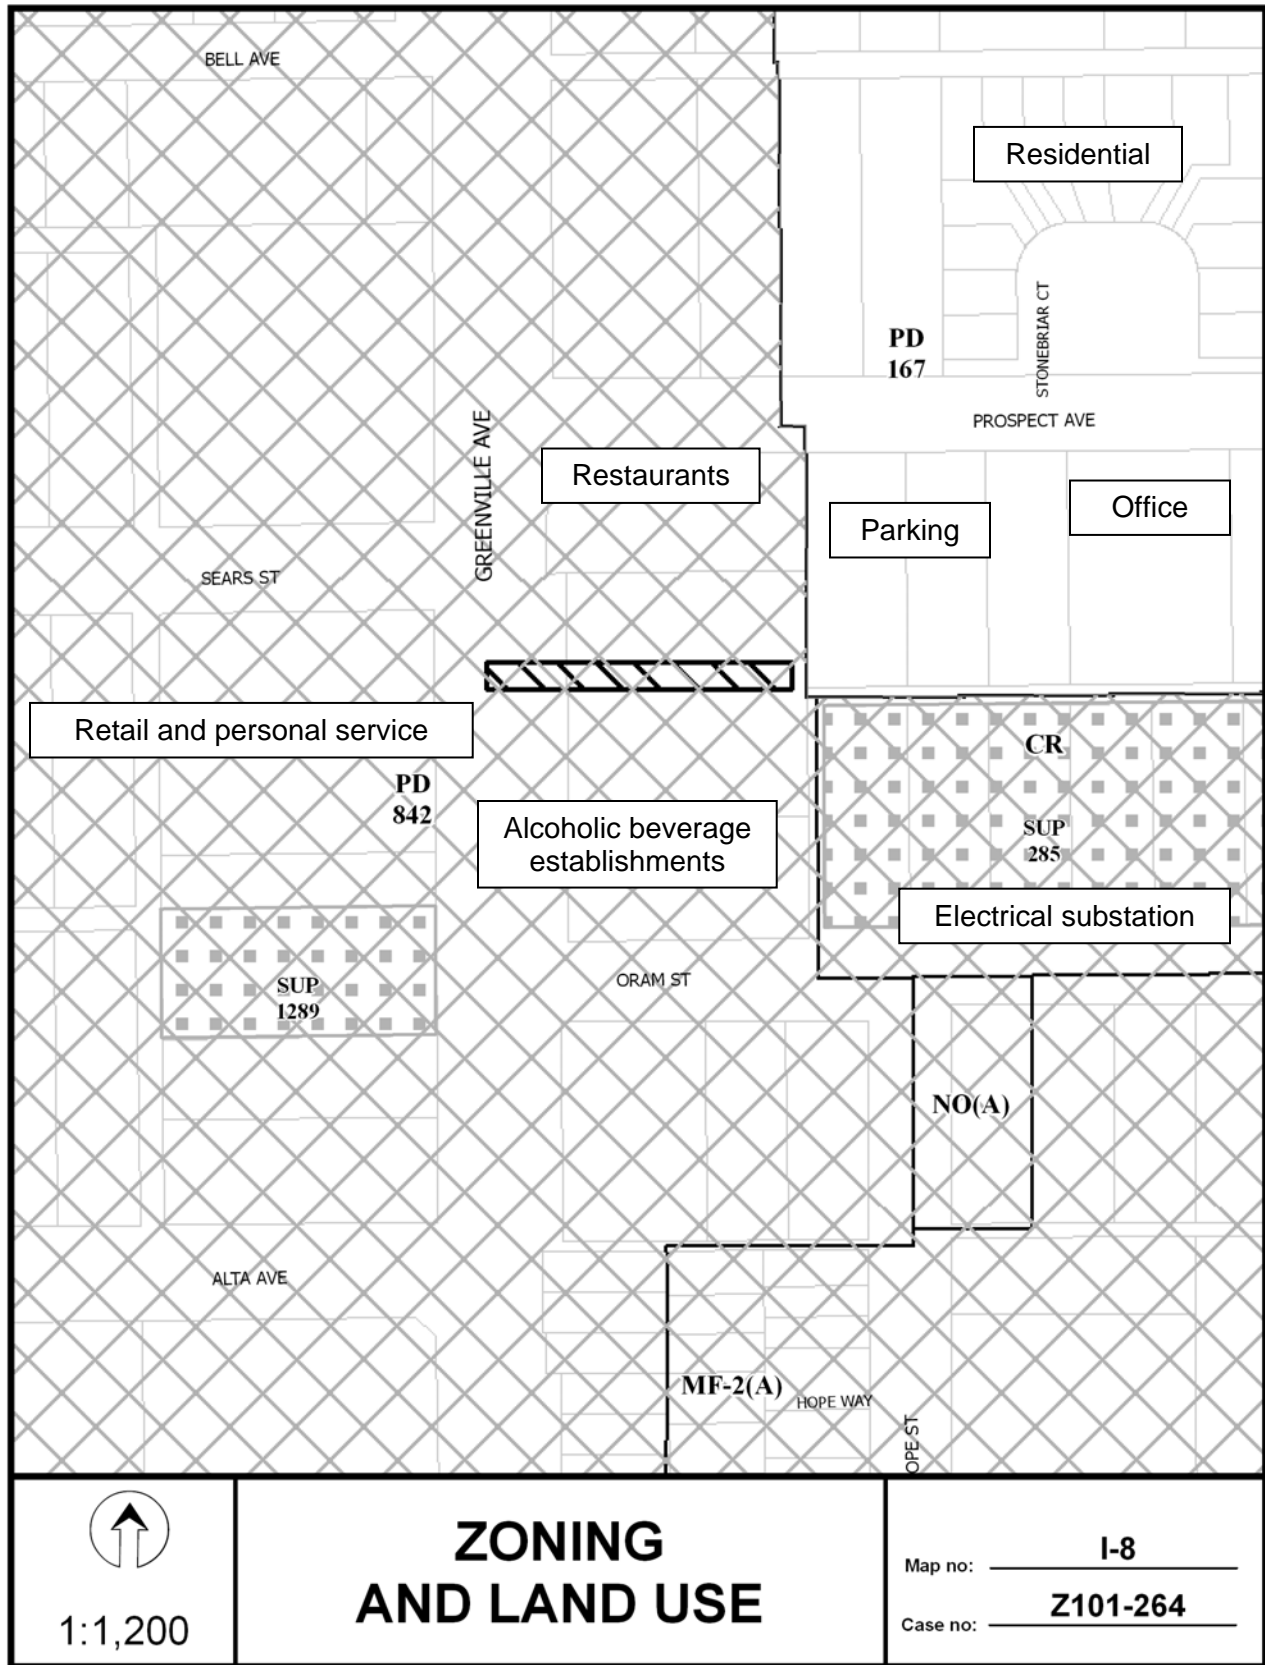 BELL AVE
Residential
STONEBRIAR CT
PD
167
PROSPECT AVE
GREENVILLE AVE
Restaurants
Office
Parking
SEARS ST
Retail and personal service
CR
PD
842
Alcoholic beverage
establishments
SUP
285
Electrical substation
ORAM ST
SUP
1289
NO(A)
ALTA AVE
MF-2(A)
HOPE WAY
OPE ST
1:1,200
ZONING
AND LAND USE
Map no: I-8
Case no: Z101-264